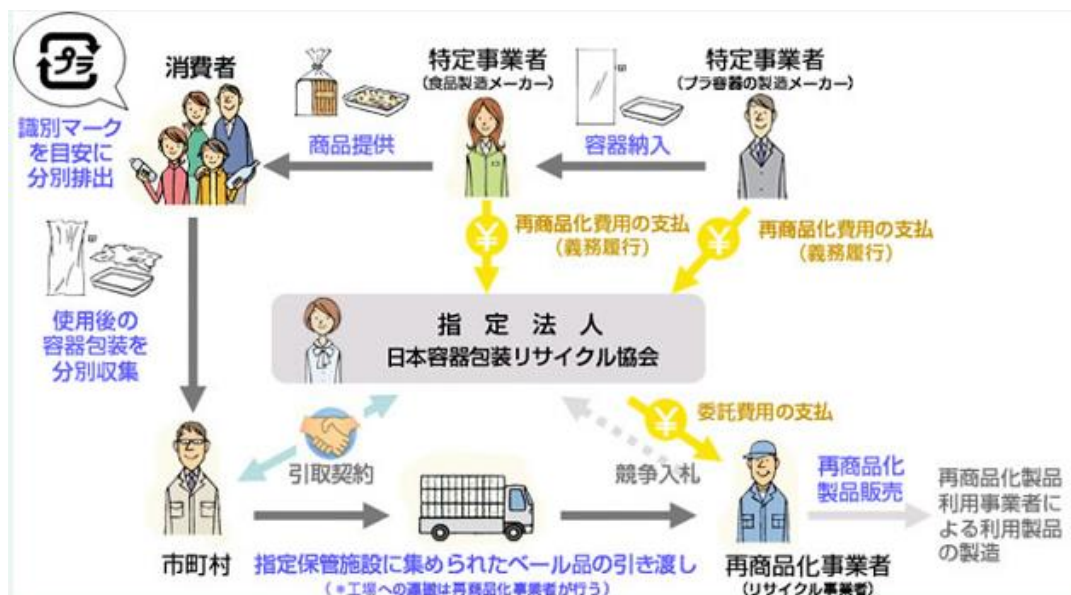 プラ
消費者
特定事業者
(食品製造メーカー)
特定事業者
(プラ容器の製造メーカー)
識別マーク
を目安に
分別排出
商品提供
容器納入
¥
再商品化費用の支払
(義務履行)
¥
再商品化費用の支払
(義務履行)
使用後の
容器包装を
分別収集
指定法人
日本容器包装リサイクル協会
引取契約
競争入札
¥
委託費用の支払
市町村
指定保管施設に集められたベール品の引き渡し
(*工場への運搬は再商品化事業者が行う)
再商品化事業者
(リサイクル事業者)
再商品化
製品販売
再商品化製品
利用事業者に
よる利用製品
の製造